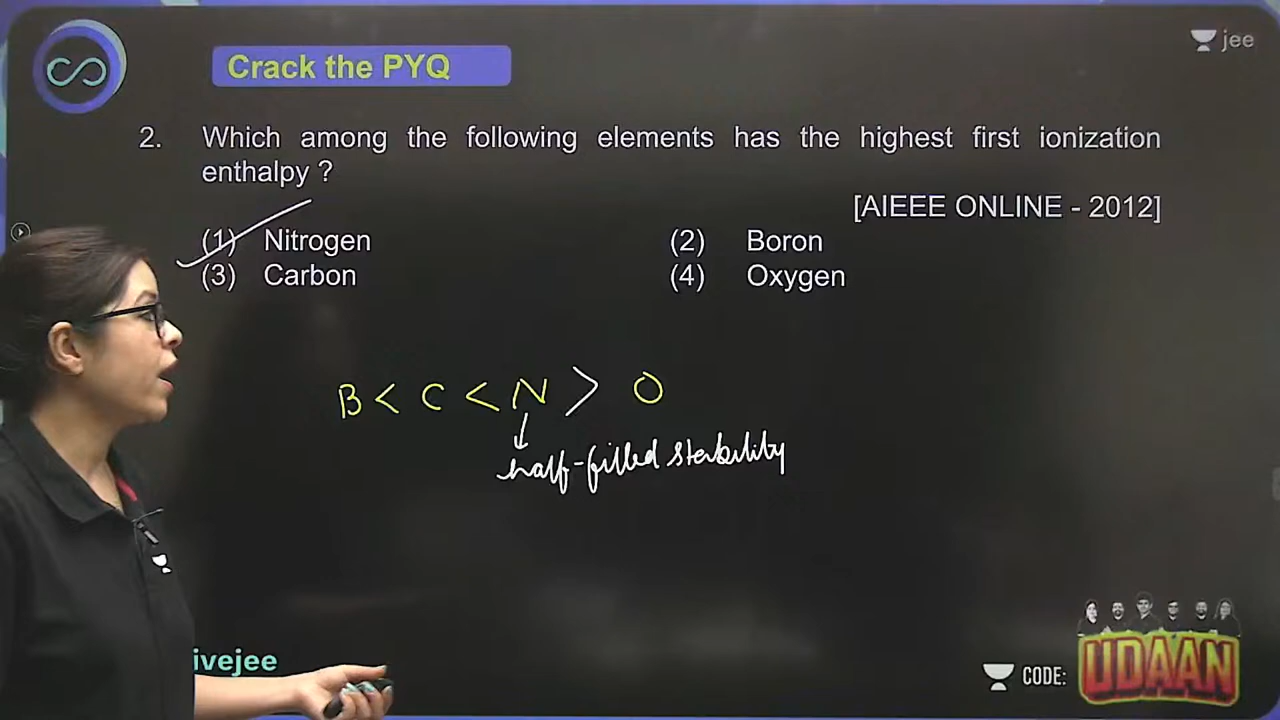 jee
Crack the PYQ
2. Which among the following elements has the highest first ionization
enthalpy ?
[AIEEE ONLINE - 2012]
(1) Nitrogen (2) Boron
(3) Carbon (4) Oxygen
B < C < N > O
↓
half-filled stability
ivejee
CODE: UDAAN